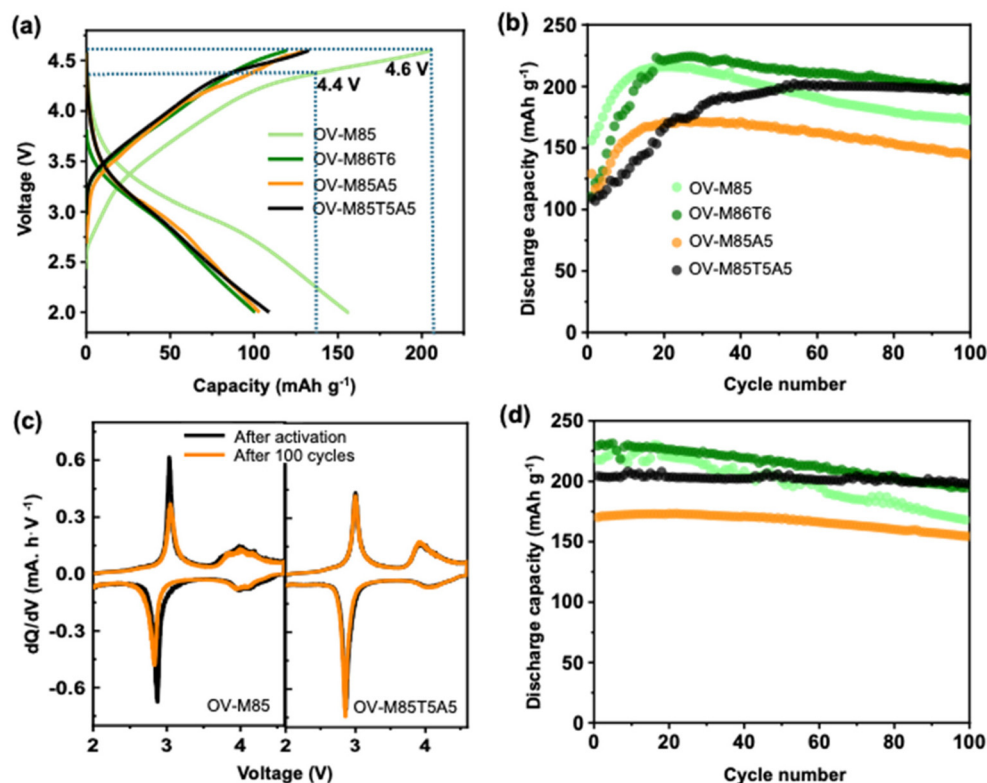 (a)
4.5
4.0
3.5
3.0
2.5
2.0
Voltage (V)
4.4 V
4.6 V
OV-M85
OV-M86T6
OV-M85A5
OV-M85T5A5
0
50
100
150
200
Capacity (mAh g⁻¹)
(b)
250
200
150
100
50
0
Discharge capacity (mAh g⁻¹)
OV-M85
OV-M86T6
OV-M85A5
OV-M85T5A5
0
20
40
60
80
100
Cycle number
(c)
After activation
After 100 cycles
0.6
0.3
0.0
-0.3
-0.6
dQ/dV (mA. h· V⁻¹)
OV-M85
OV-M85T5A5
2
3
4
2
3
4
Voltage (V)
(d)
250
200
150
100
50
0
Discharge capacity (mAh g⁻¹)
0
20
40
60
80
100
Cycle number